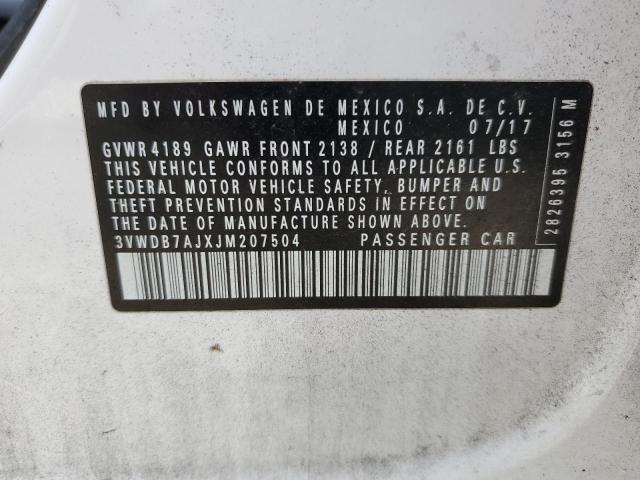 MFD BY VOLKSWAGEN DE MEXICO S.A. DE C.V.
MEXICO 07/17
GVWR 4189 GAWR FRONT 2138 / REAR 2161 LBS
THIS VEHICLE CONFORMS TO ALL APPLICABLE U.S.
FEDERAL MOTOR VEHICLE SAFETY, BUMPER AND
THEFT PREVENTION STANDARDS IN EFFECT ON
THE DATE OF MANUFACTURE SHOWN ABOVE.
3VWDB7AJXJM207504 PASSENGER CAR
2826395 3156 M